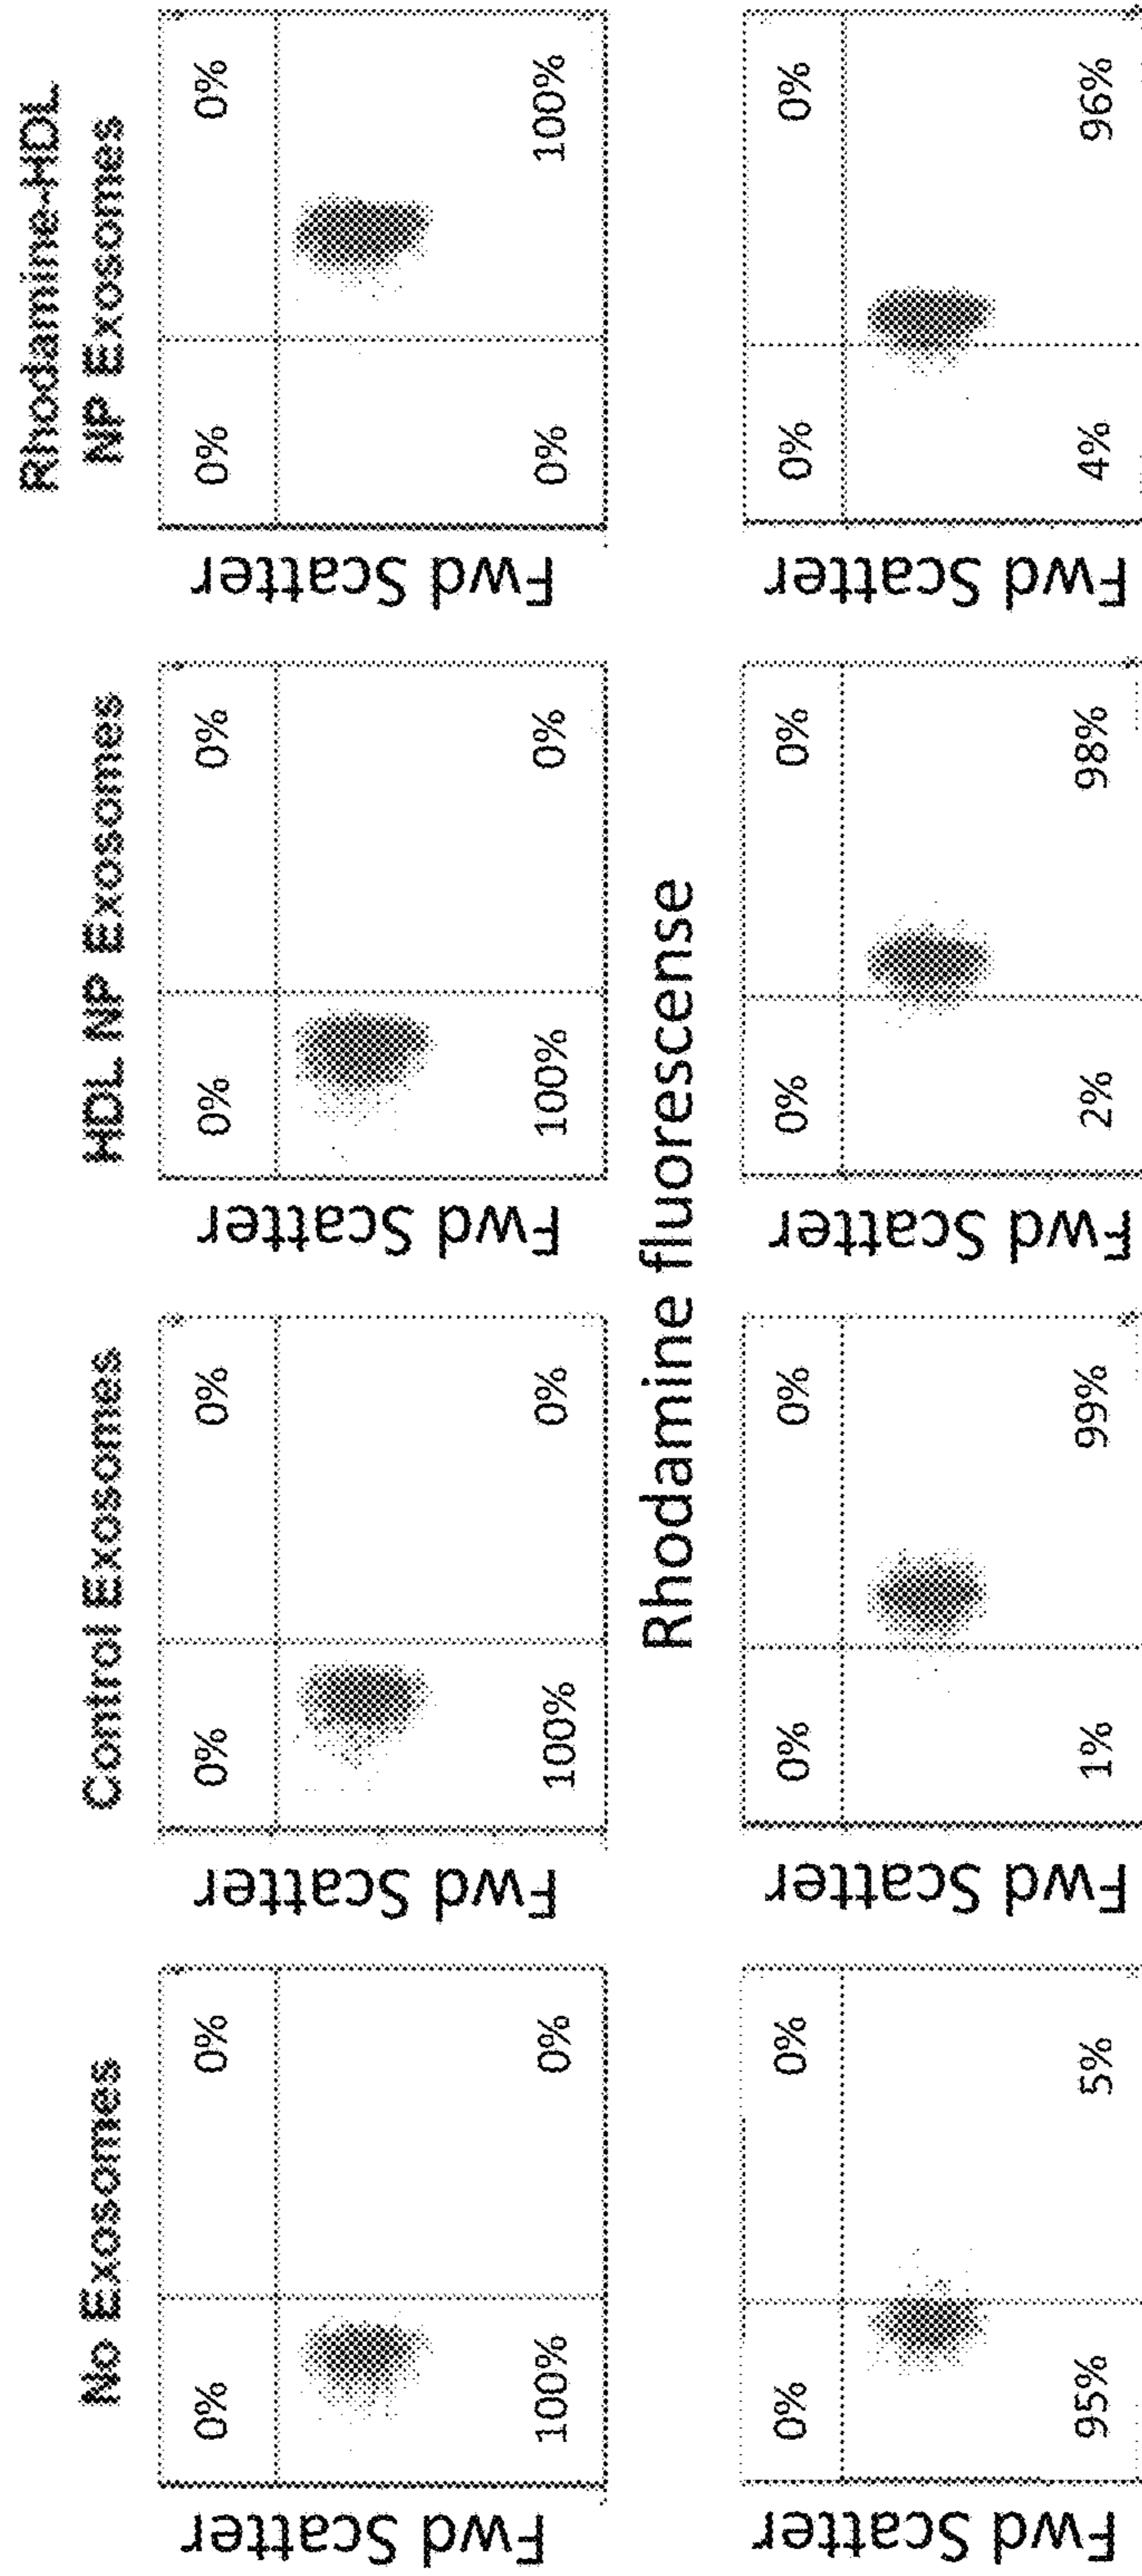 No Exosomes
Control Exosomes
HDL NP Exosomes
Rhodamine-HDL
NP Exosomes
Fwd Scatter
0%
0%
100%
0%
Fwd Scatter
0%
0%
100%
0%
Fwd Scatter
0%
0%
100%
0%
Fwd Scatter
0%
0%
0%
100%
Rhodamine fluorescense
Fwd Scatter
0%
0%
95%
5%
Fwd Scatter
0%
0%
1%
99%
Fwd Scatter
0%
0%
2%
98%
Fwd Scatter
0%
0%
4%
96%